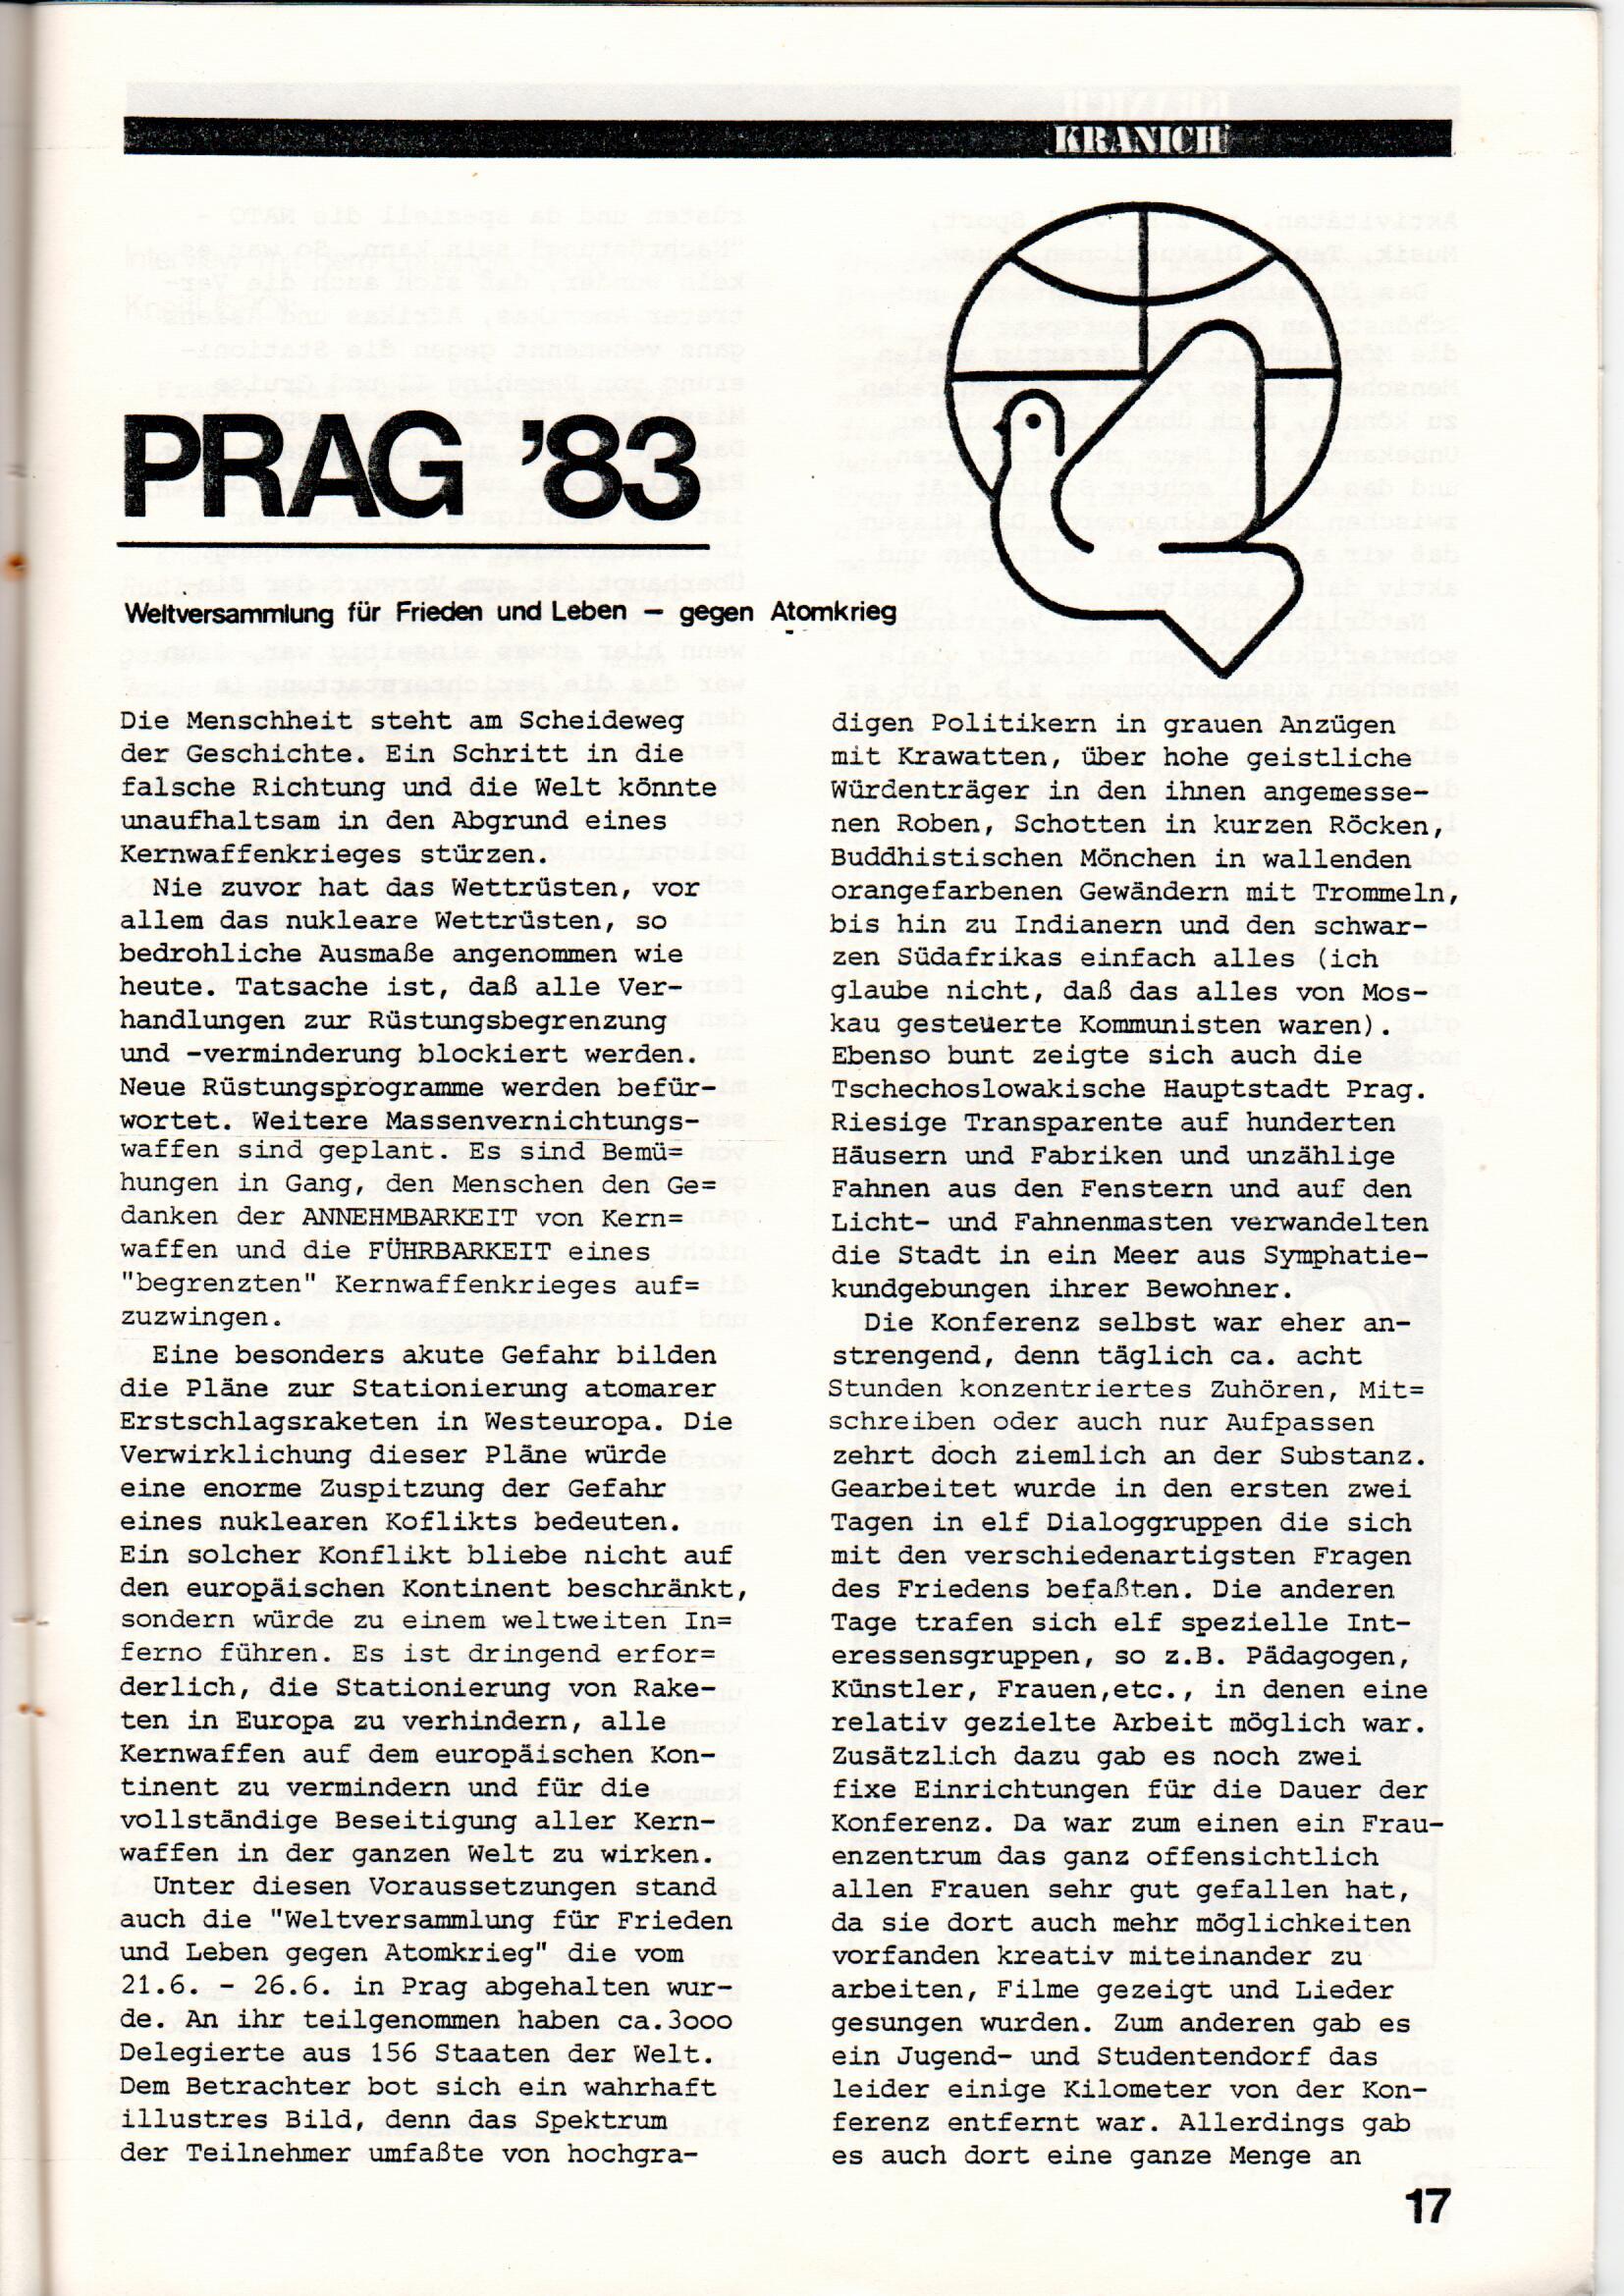 KRANICH
PRAG '83
Weltversammlung für Frieden und Leben — gegen Atomkrieg
Die Menschheit steht am Scheideweg
der Geschichte. Ein Schritt in die
falsche Richtung und die Welt könnte
unaufhaltsam in den Abgrund eines
Kernwaffenkrieges stürzen.
Nie zuvor hat das Wettrüsten, vor
allem das nukleare Wettrüsten, so
bedrohliche Ausmaße angenommen wie
heute. Tatsache ist, daß alle Ver-
handlungen zur Rüstungsbegrenzung
und -verminderung blockiert werden.
Neue Rüstungsprogramme werden befür-
wortet. Weitere Massenvernichtungs-
waffen sind geplant. Es sind Bemü=
hungen in Gang, den Menschen den Ge=
danken der ANNEHMBARKEIT von Kern=
waffen und die FÜHRBARKEIT eines
"begrenzten" Kernwaffenkrieges auf=
zuzwingen.
Eine besonders akute Gefahr bilden
die Pläne zur Stationierung atomarer
Erstschlagsraketen in Westeuropa. Die
Verwirklichung dieser Pläne würde
eine enorme Zuspitzung der Gefahr
eines nuklearen Koflikts bedeuten.
Ein solcher Konflikt bliebe nicht auf
den europäischen Kontinent beschränkt,
sondern würde zu einem weltweiten In=
ferno führen. Es ist dringend erfor=
derlich, die Stationierung von Rake-
ten in Europa zu verhindern, alle
Kernwaffen auf dem europäischen Kon-
tinent zu vermindern und für die
vollständige Beseitigung aller Kern-
waffen in der ganzen Welt zu wirken.
Unter diesen Voraussetzungen stand
auch die "Weltversammlung für Frieden
und Leben gegen Atomkrieg" die vom
21.6. - 26.6. in Prag abgehalten wur-
de. An ihr teilgenommen haben ca.3ooo
Delegierte aus 156 Staaten der Welt.
Dem Betrachter bot sich ein wahrhaft
illustres Bild, denn das Spektrum
der Teilnehmer umfaßte von hochgra-
digen Politikern in grauen Anzügen
mit Krawatten, über hohe geistliche
Würdenträger in den ihnen angemesse-
nen Roben, Schotten in kurzen Röcken,
Buddhistischen Mönchen in wallenden
orangefarbenen Gewändern mit Trommeln,
bis hin zu Indianern und den schwar-
zen Südafrikas einfach alles (ich
glaube nicht, daß das alles von Mos-
kau gesteuerte Kommunisten waren).
Ebenso bunt zeigte sich auch die
Tschechoslowakische Hauptstadt Prag.
Riesige Transparente auf hunderten
Häusern und Fabriken und unzählige
Fahnen aus den Fenstern und auf den
Licht- und Fahnenmasten verwandelten
die Stadt in ein Meer aus Symphatie-
kundgebungen ihrer Bewohner.
Die Konferenz selbst war eher an-
strengend, denn täglich ca. acht
Stunden konzentriertes Zuhören, Mit=
schreiben oder auch nur Aufpassen
zehrt doch ziemlich an der Substanz.
Gearbeitet wurde in den ersten zwei
Tagen in elf Dialoggruppen die sich
mit den verschiedenartigsten Fragen
des Friedens befaßten. Die anderen
Tage trafen sich elf spezielle Int-
eressensgruppen, so z.B. Pädagogen,
Künstler, Frauen,etc., in denen eine
relativ gezielte Arbeit möglich war.
Zusätzlich dazu gab es noch zwei
fixe Einrichtungen für die Dauer der
Konferenz. Da war zum einen ein Frau-
enzentrum das ganz offensichtlich
allen Frauen sehr gut gefallen hat,
da sie dort auch mehr möglichkeiten
vorfanden kreativ miteinander zu
arbeiten, Filme gezeigt und Lieder
gesungen wurden. Zum anderen gab es
ein Jugend- und Studentendorf das
leider einige Kilometer von der Kon-
ferenz entfernt war. Allerdings gab
es auch dort eine ganze Menge an
17